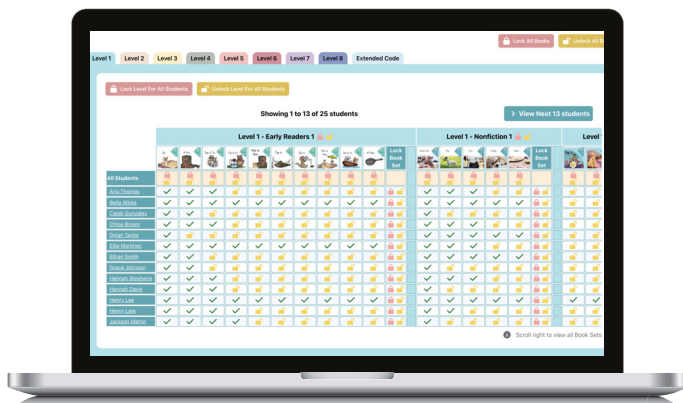 Lock All Books
Unlock All B
Level 1 Level 2 Level 3 Level 4 Level 5 Level 6 Level 7 Level 8 Extended Code
Lock Level For All Students Unlock Level For All Students
Showing 1 to 13 of 25 students
> View Next 13 students
Level 1 - Early Readers 1 Level 1 - Nonfiction 1 Level
Lock Book Set Lock Book Set
All Students
Aria Thomas
Bella White
Caleb Gonzalez
Chloe Brown
Dylan Taylor
Ellie Martinez
Ethan Smith
Grace Johnson
Hannah Stephens
Hannah Davis
Henry Lee
Henry Late
Jackson Martin
Scroll right to view all Book Sets